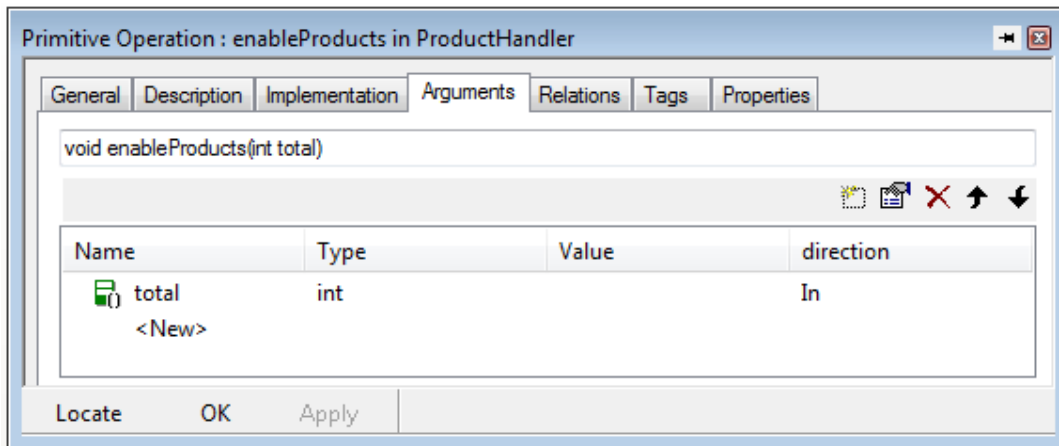 Primitive Operation : enableProducts in ProductHandler
General Description Implementation Arguments Relations Tags Properties
void enableProducts(int total)
Name Type Value direction
total int In
<New>
Locate OK Apply